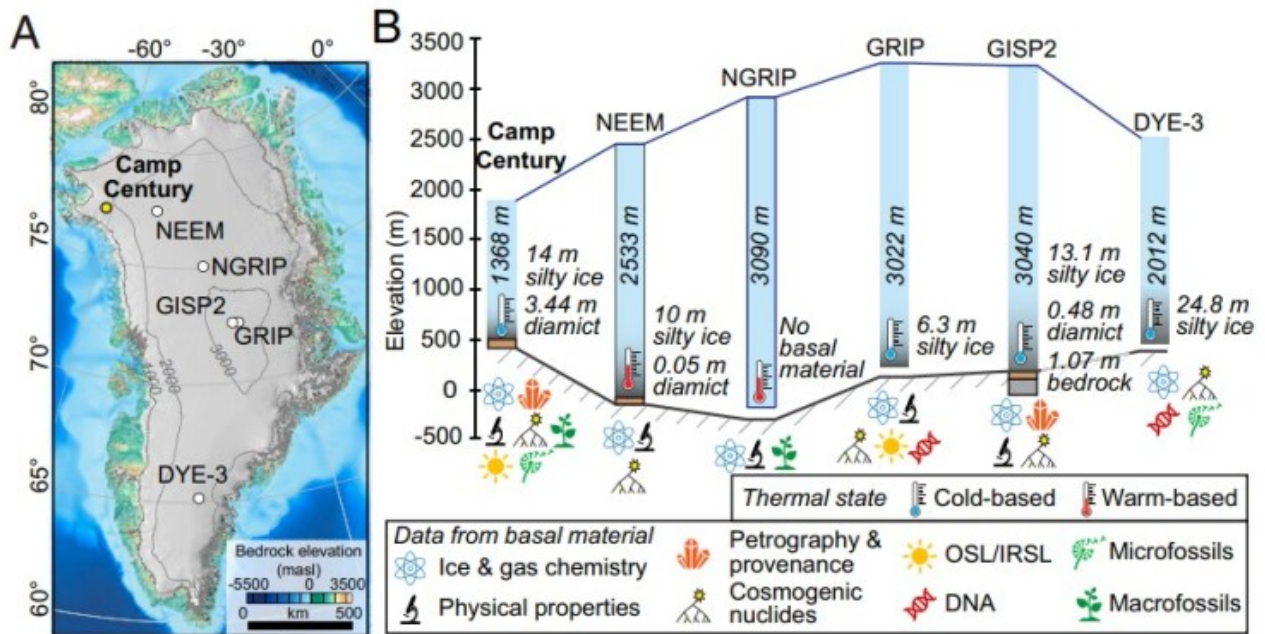 A
-60° -30° 0°
80°
75°
70°
65°
60°
Camp
Century
NEEM
NGRIP
GISP2
GRIP
3000
2000
1000
DYE-3
Bedrock elevation
(masl)
-5500 0 3500
0 km 500
B
3500
3000
2500
2000
1500
1000
500
0
-500
Elevation (m)
Camp
Century
NEEM
NGRIP
GRIP
GISP2
DYE-3
1368 m
14 m
silty ice
3.44 m
diamict
2533 m
10 m
silty ice
0.05 m
diamict
3090 m
No
basal
material
3022 m
6.3 m
silty ice
3040 m
13.1 m
silty ice
0.48 m
diamict
1.07 m
bedrock
2012 m
24.8 m
silty ice
Thermal state Cold-based Warm-based
Data from basal material
Ice & gas chemistry
Physical properties
Petrography &
provenance
Cosmogenic
nuclides
OSL/IRSL
DNA
Microfossils
Macrofossils